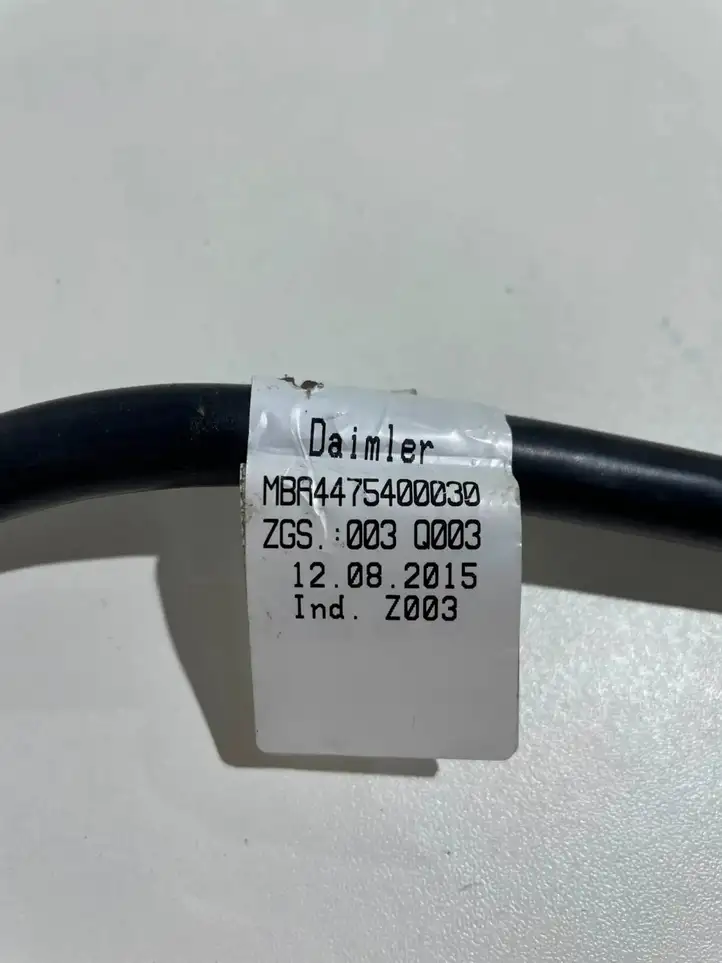 Daimler
MBA4475400030
ZGS.:003 Q003
12.08.2015
Ind. Z003